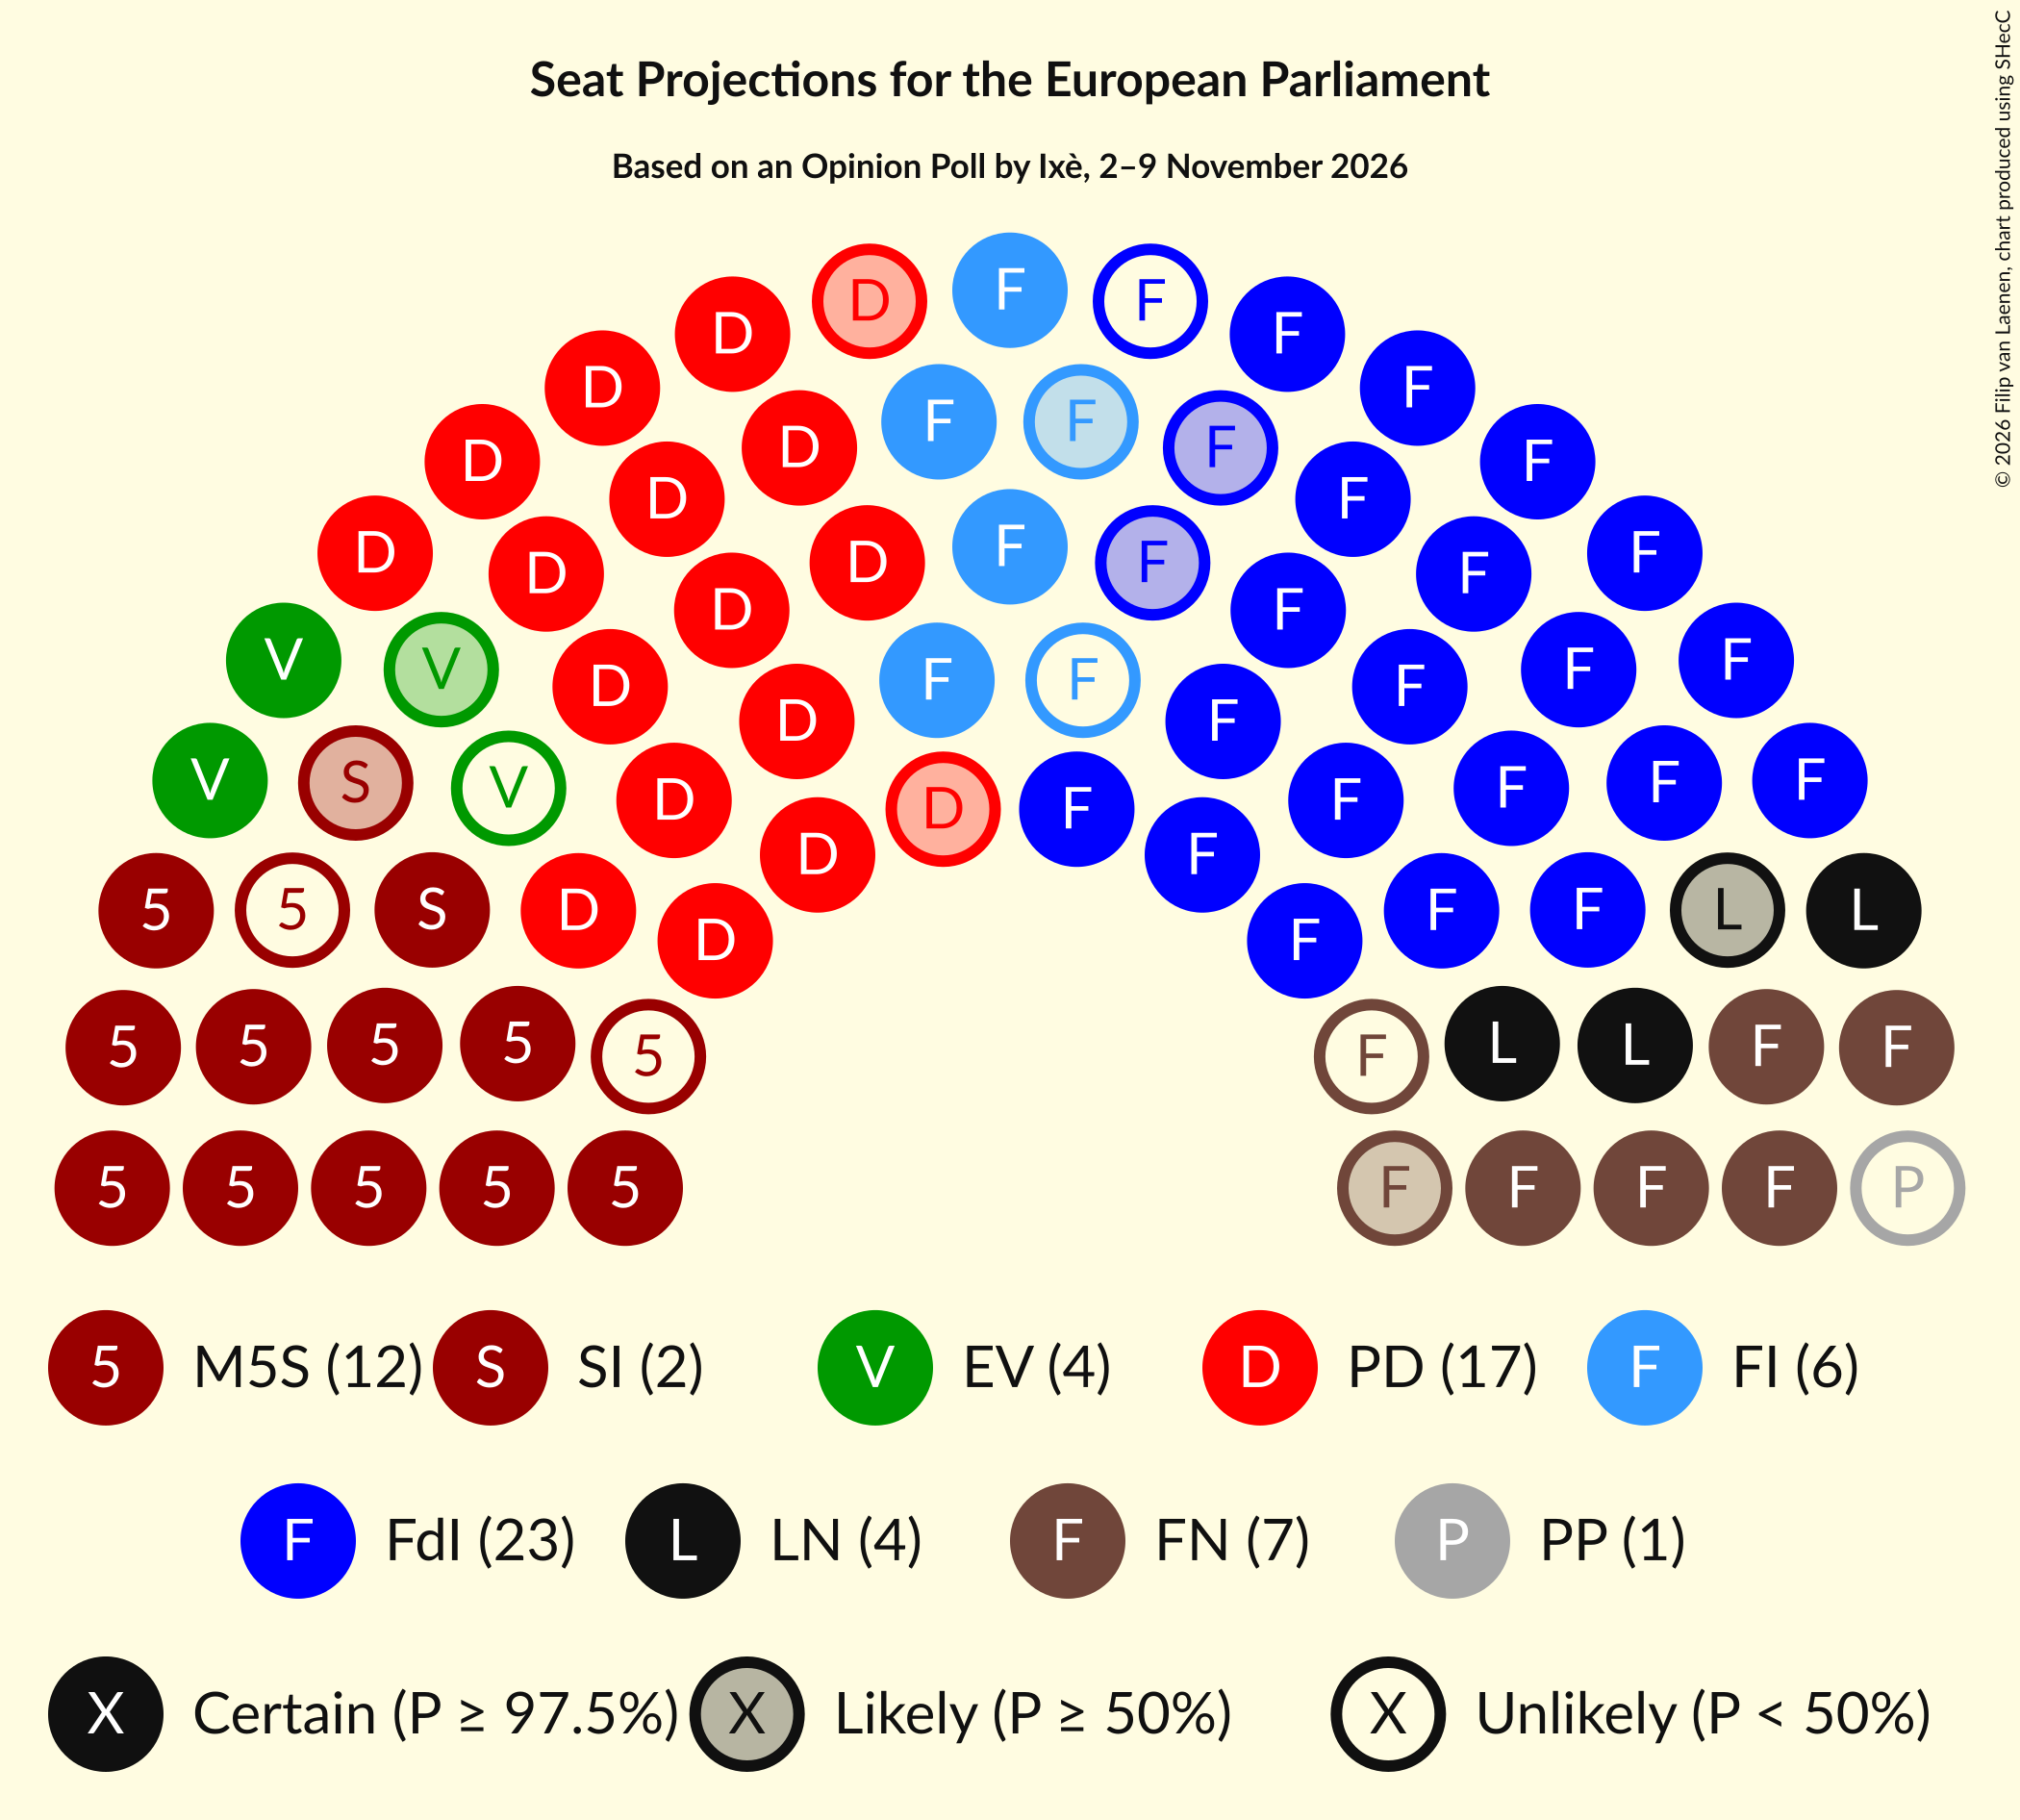 Seat Projections for the European Parliament
Based on an Opinion Poll by Ixè, 2–9 November 2026
© 2026 Filip van Laenen, chart produced using SHecC
D F F
D F F
D F F F F
D D F
D D F F F
D F F F
D D F F
V V D F F F
D F F F
V S V D F F F F
D D F F
5 5 S D F F L L
D F
5 5 5 5 5 F L L F F
5 5 5 5 5 F F F F P
5 M5S (12) S SI (2) V EV (4) D PD (17) F FI (6)
F FdI (23) L LN (4) F FN (7) P PP (1)
X Certain (P ≥ 97.5%) X Likely (P ≥ 50%) X Unlikely (P < 50%)